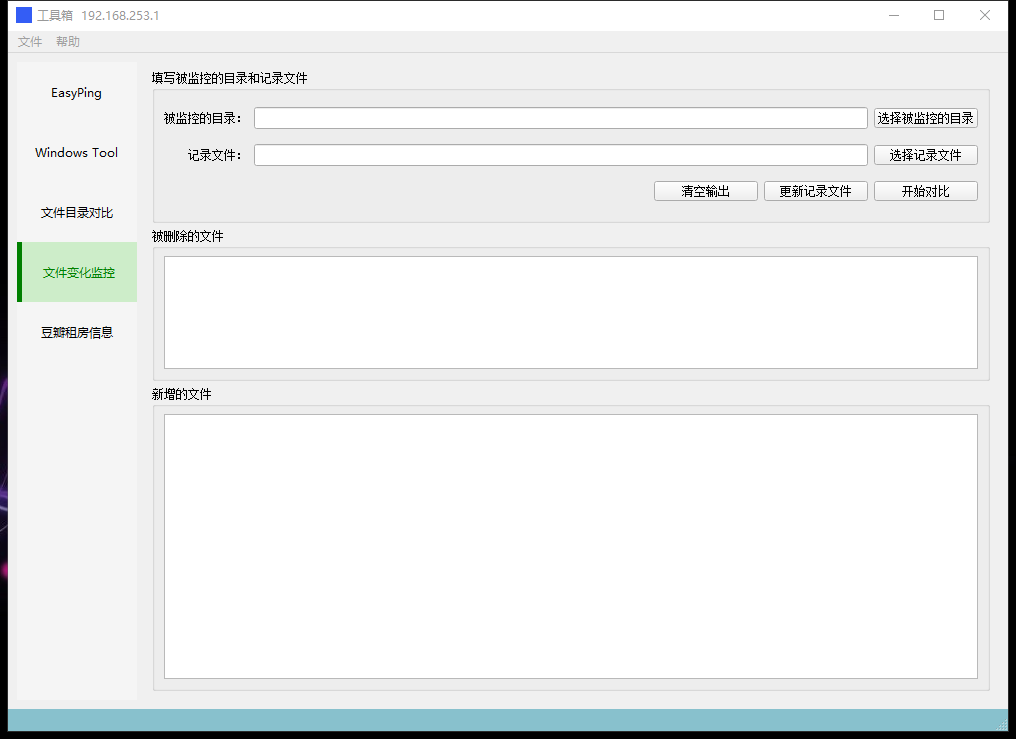 工具箱 192.168.253.1
文件 帮助
EasyPing
Windows Tool
文件目录对比
文件变化监控
豆瓣租房信息
填写被监控的目录和记录文件
被监控的目录：
选择被监控的目录
记录文件：
选择记录文件
清空输出 更新记录文件 开始对比
被删除的文件
新增的文件